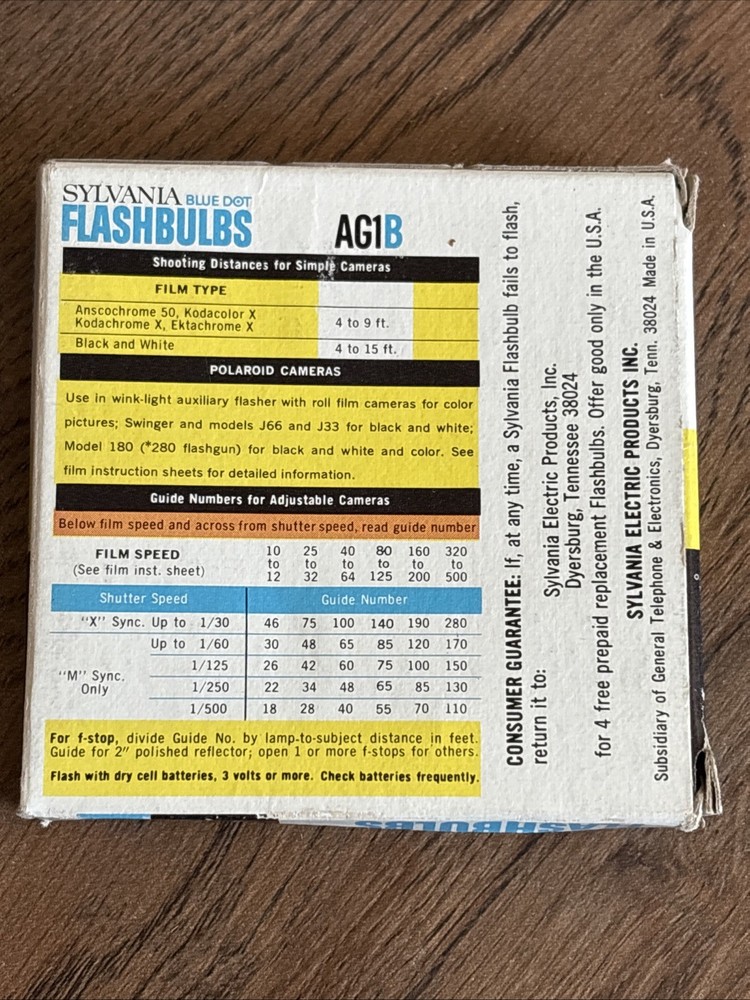 SYLVANIA BLUE DOT
FLASHBULBS
AG1B
Shooting Distances for Simple Cameras
FILM TYPE
Anscochrome 50, Kodacolor X
Kodachrome X, Ektachrome X 4 to 9 ft.
Black and White 4 to 15 ft.
POLAROID CAMERAS
Use in wink-light auxiliary flasher with roll film cameras for color
pictures; Swinger and models J66 and J33 for black and white;
Model 180 (*280 flashgun) for black and white and color. See
film instruction sheets for detailed information.
Guide Numbers for Adjustable Cameras
Below film speed and across from shutter speed, read guide number
FILM SPEED 10 25 40 80 160 320
(See film inst. sheet) to to to to to to
12 32 64 125 200 500
Shutter Speed Guide Number
"X" Sync. Up to 1/30 46 75 100 140 190 280
Up to 1/60 30 48 65 85 120 170
"M" Sync. 1/125 26 42 60 75 100 150
Only 1/250 22 34 48 65 85 130
1/500 18 28 40 55 70 110
For f-stop, divide Guide No. by lamp-to-subject distance in feet.
Guide for 2" polished reflector; open 1 or more f-stops for others.
Flash with dry cell batteries, 3 volts or more. Check batteries frequently.
CONSUMER GUARANTEE: If, at any time, a Sylvania Flashbulb fails to flash,
return it to:
Sylvania Electric Products, Inc.
Dyersburg, Tennessee 38024
for 4 free prepaid replacement Flashbulbs. Offer good only in the U.S.A.
SYLVANIA ELECTRIC PRODUCTS INC.
Subsidiary of General Telephone & Electronics, Dyersburg, Tenn. 38024 Made in U.S.A.
FLASHBULBS